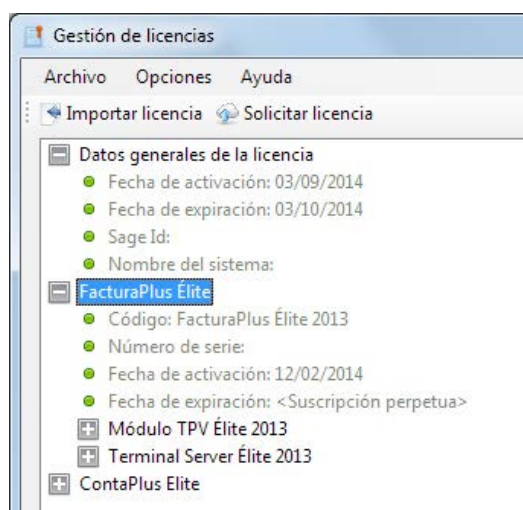 Gestión de licencias
Archivo Opciones Ayuda
Importar licencia Solicitar licencia
Datos generales de la licencia
Fecha de activación: 03/09/2014
Fecha de expiración: 03/10/2014
Sage Id:
Nombre del sistema:
FacturaPlus Élite
Código: FacturaPlus Élite 2013
Número de serie:
Fecha de activación: 12/02/2014
Fecha de expiración: <Suscripción perpetua>
Módulo TPV Élite 2013
Terminal Server Élite 2013
ContaPlus Elite